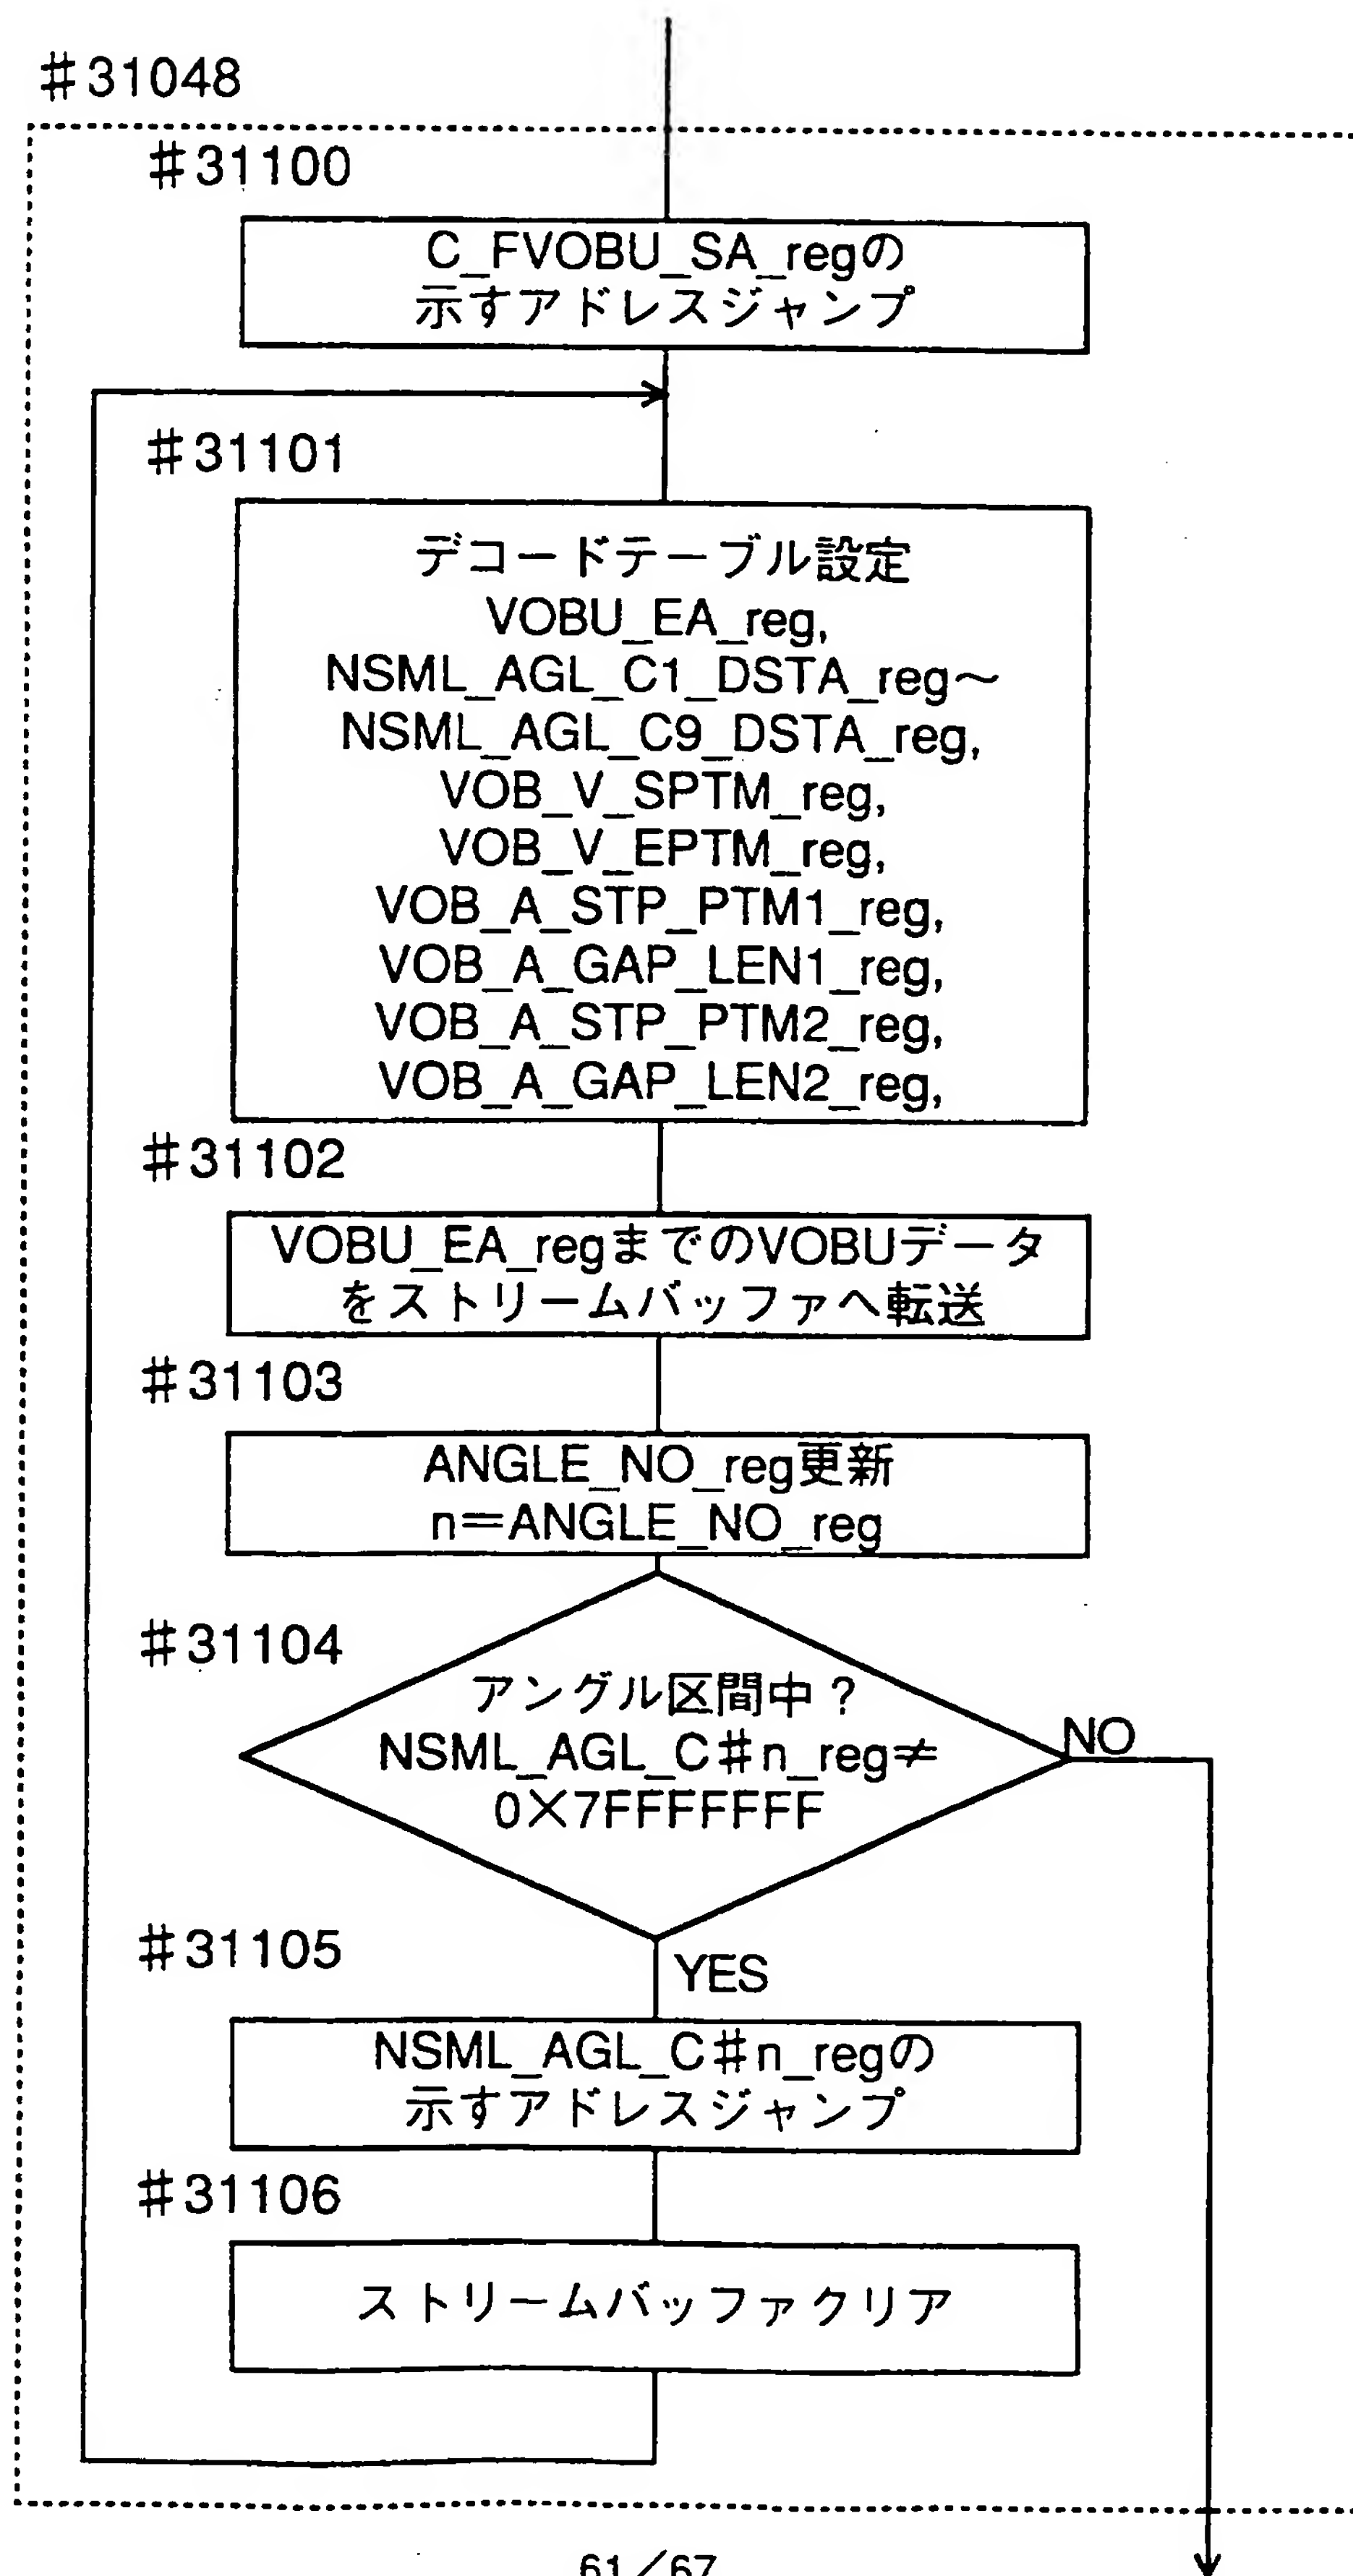 #31048
#31100
C_FVOBU_SA_regの
示すアドレスジャンプ
#31101
デコードテーブル設定
VOBU_EA_reg,
NSML_AGL_C1_DSTA_reg～
NSML_AGL_C9_DSTA_reg,
VOB_V_SPTM_reg,
VOB_V_EPTM_reg,
VOB_A_STP_PTM1_reg,
VOB_A_GAP_LEN1_reg,
VOB_A_STP_PTM2_reg,
VOB_A_GAP_LEN2_reg,
#31102
VOBU_EA_regまでのVOBUデータ
をストリームバッファへ転送
#31103
ANGLE_NO_reg更新
n=ANGLE_NO_reg
#31104
アングル区間中？
NSML_AGL_C#n_reg≠
0×7FFFFFFF
NO
#31105
YES
NSML_AGL_C#n_regの
示すアドレスジャンプ
#31106
ストリームバッファクリア
61/67